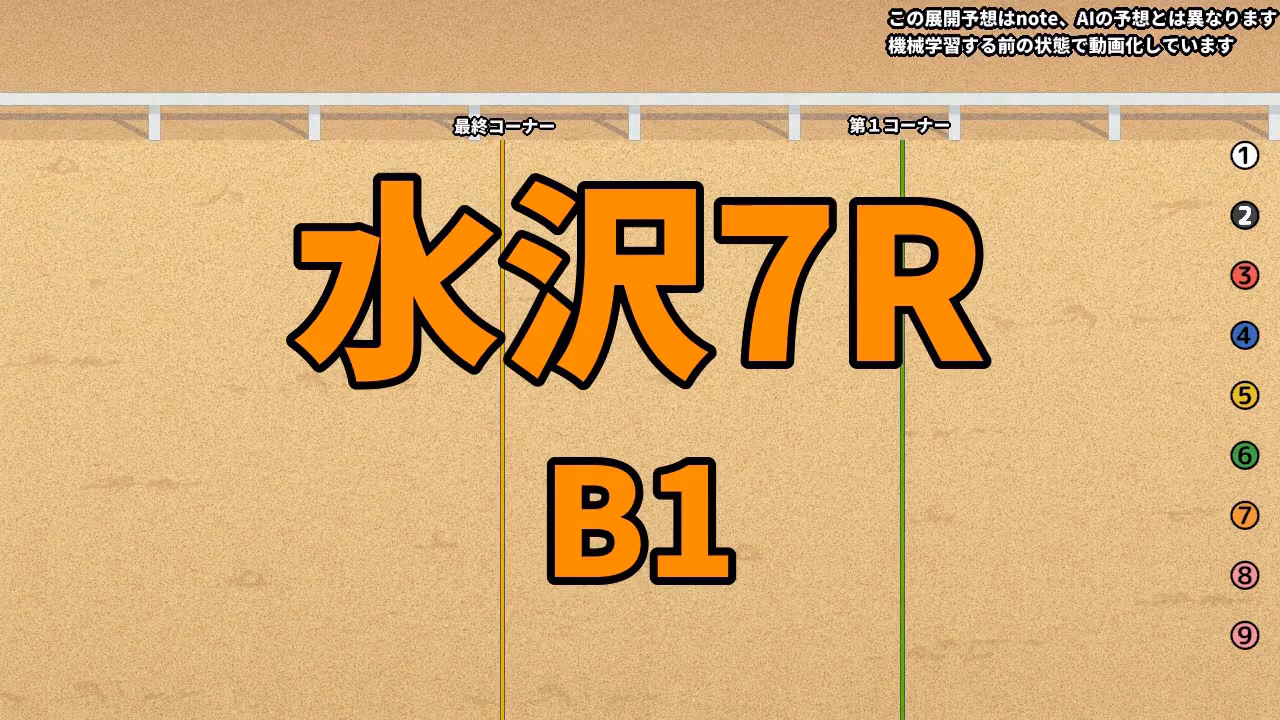 この展開予想はnote、AIの予想とは異なります
機械学習する前の状態で動画化しています
最終コーナー
第１コーナー
水沢7R
B1
①
②
③
④
⑤
⑥
⑦
⑧
⑨